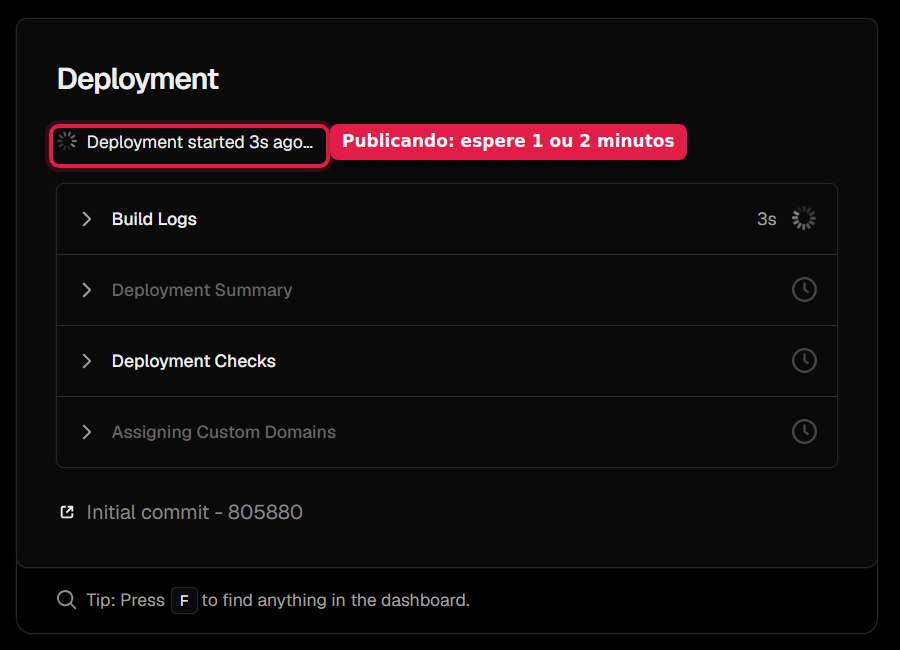 Deployment
Deployment started 3s ago...
Publicando: espere 1 ou 2 minutos
Build Logs
3s
Deployment Summary
Deployment Checks
Assigning Custom Domains
Initial commit - 805880
Tip: Press F to find anything in the dashboard.